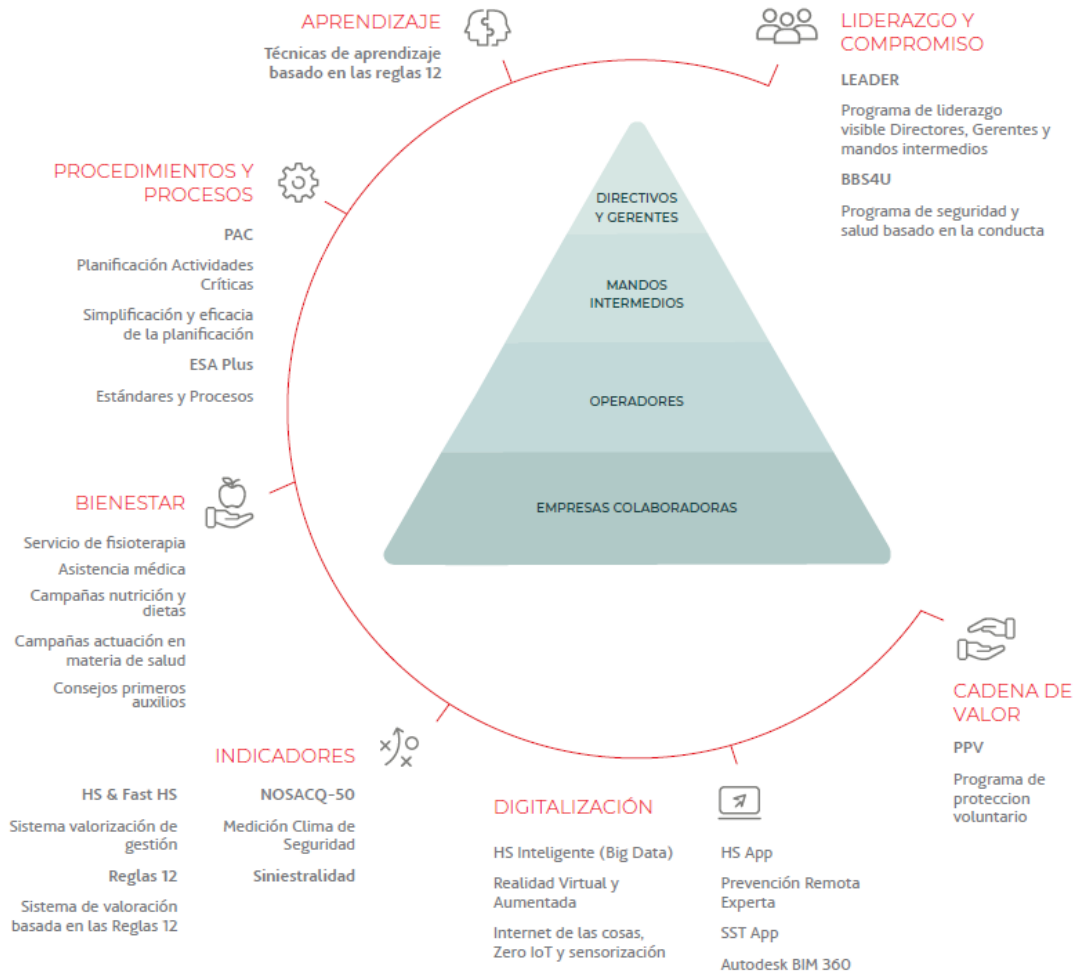 APRENDIZAJE
Técnicas de aprendizaje
basado en las reglas 12
LIDERAZGO Y
COMPROMISO
LEADER
Programa de liderazgo
visible Directores, Gerentes y
mandos intermedios
BBS4U
Programa de seguridad y
salud basado en la conducta
PROCEDIMIENTOS Y
PROCESOS
PAC
Planificación Actividades
Críticas
Simplificación y eficacia
de la planificación
ESA Plus
Estándares y Procesos
DIRECTIVOS
Y GERENTES
MANDOS
INTERMEDIOS
OPERADORES
EMPRESAS COLABORADORAS
BIENESTAR
Servicio de fisioterapia
Asistencia médica
Campañas nutrición y
dietas
Campañas actuación en
materia de salud
Consejos primeros
auxilios
INDICADORES
HS & Fast HS
Sistema valorización de
gestión
Reglas 12
Sistema de valoración
basada en las Reglas 12
NOSACQ-50
Medición Clima de
Seguridad
Siniestralidad
DIGITALIZACIÓN
HS Inteligente (Big Data)
Realidad Virtual y
Aumentada
Internet de las cosas,
Zero IoT y sensorización
HS App
Prevención Remota
Experta
SST App
Autodesk BIM 360
CADENA DE
VALOR
PPV
Programa de
proteccion
voluntario